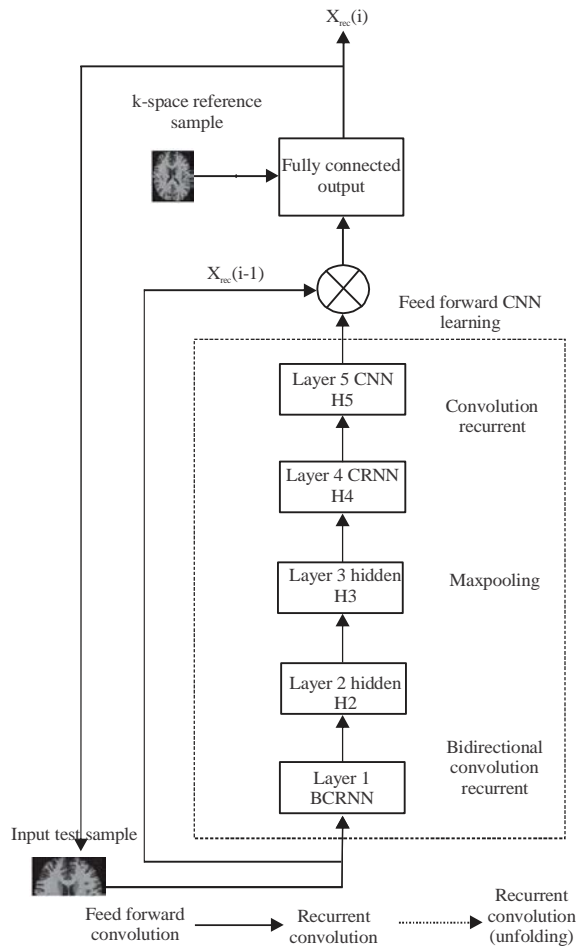 Xrec(i)
k-space reference
sample
Fully connected
output
Xrec(i-1)
Feed forward CNN
learning
Layer 5 CNN
H5
Convolution
recurrent
Layer 4 CRNN
H4
Layer 3 hidden
H3
Maxpooling
Layer 2 hidden
H2
Bidirectional
convolution
recurrent
Layer 1
BCRNN
Input test sample
Feed forward
convolution
Recurrent
convolution
Recurrent
convolution
(unfolding)